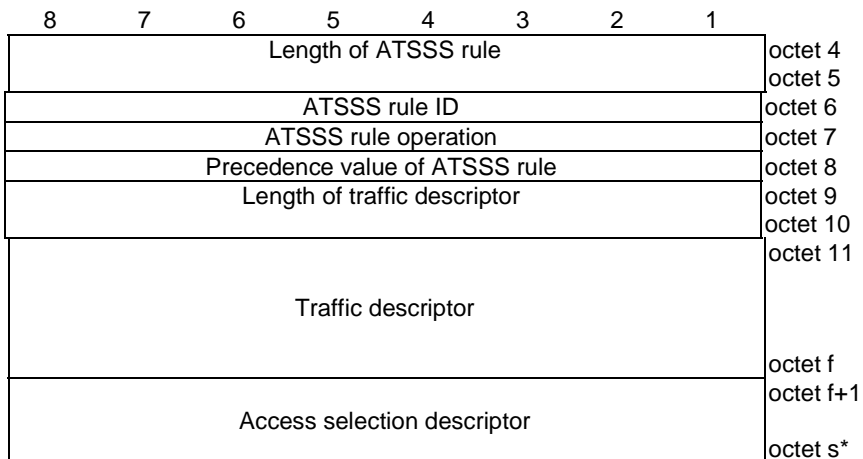 8 7 6 5 4 3 2 1
Length of ATSSS rule octet 4
octet 5
ATSSS rule ID octet 6
ATSSS rule operation octet 7
Precedence value of ATSSS rule octet 8
Length of traffic descriptor octet 9
octet 10
octet 11
Traffic descriptor
octet f
octet f+1
Access selection descriptor
octet s*